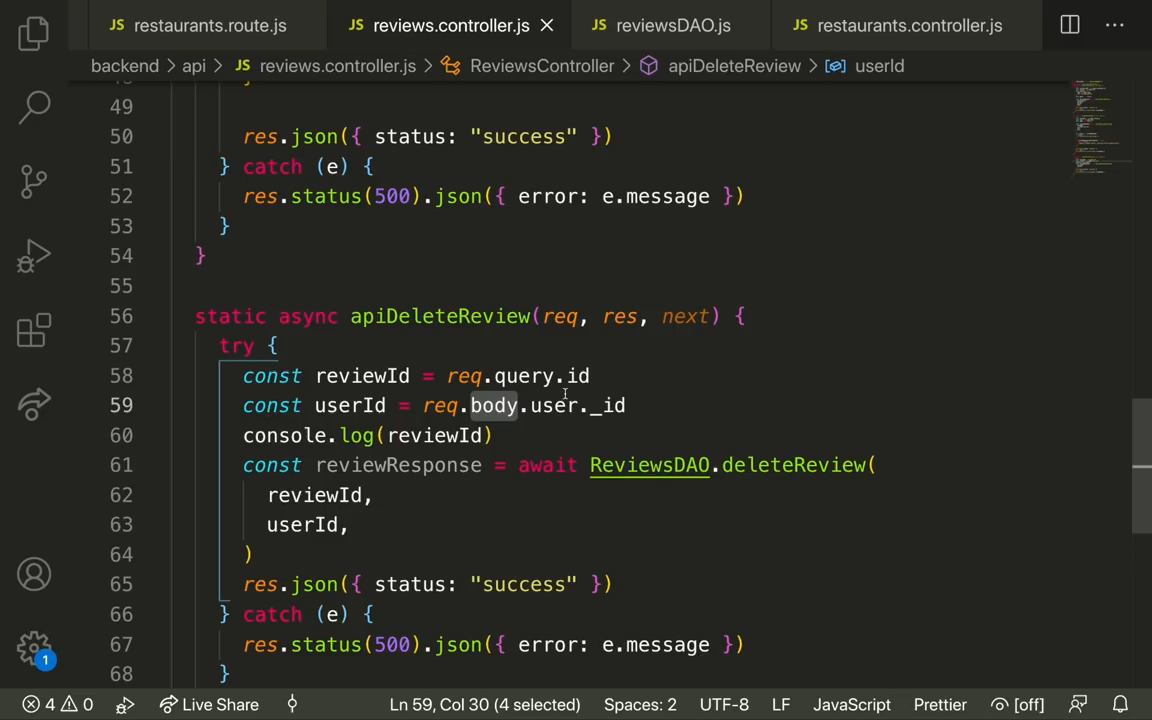 JS restaurants.route.js JS reviews.controller.js JS reviewsDAO.js JS restaurants.controller.js
backend > api > JS reviews.controller.js > ReviewsController > apiDeleteReview > userId
49
50 res.json({ status: "success" })
51 } catch (e) {
52 res.status(500).json({ error: e.message })
53 }
54 }
55
56 static async apiDeleteReview(req, res, next) {
57 try {
58 const reviewId = req.query.id
59 const userId = req.body.user._id
60 console.log(reviewId)
61 const reviewResponse = await ReviewsDAO.deleteReview(
62 reviewId,
63 userId,
64 )
65 res.json({ status: "success" })
66 } catch (e) {
67 res.status(500).json({ error: e.message })
68 }
1
4 0 Live Share Ln 59, Col 30 (4 selected) Spaces: 2 UTF-8 LF JavaScript Prettier [off]